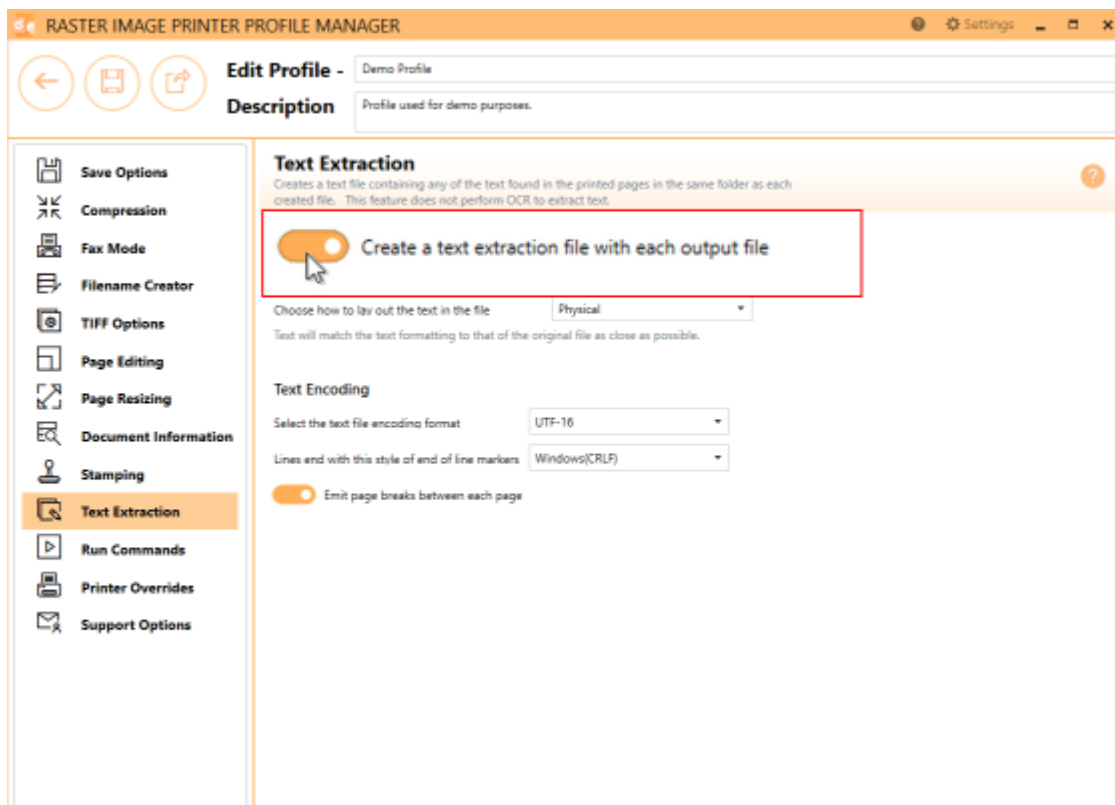 RASTER IMAGE PRINTER PROFILE MANAGER
Settings
Edit Profile - Demo Profile
Description Profile used for demo purposes.
Save Options
Compression
Fax Mode
Filename Creator
TIFF Options
Page Editing
Page Resizing
Document Information
Stamping
Text Extraction
Run Commands
Printer Overrides
Support Options
Text Extraction
Creates a text file containing any of the text found in the printed pages in the same folder as each
created file. This feature does not perform OCR to extract text.
Create a text extraction file with each output file
Choose how to lay out the text in the file Physical
Text will match the text formatting to that of the original file as close as possible.
Text Encoding
Select the text file encoding format UTF-16
Lines end with this style of end of line markers Windows(CRLF)
Emit page breaks between each page